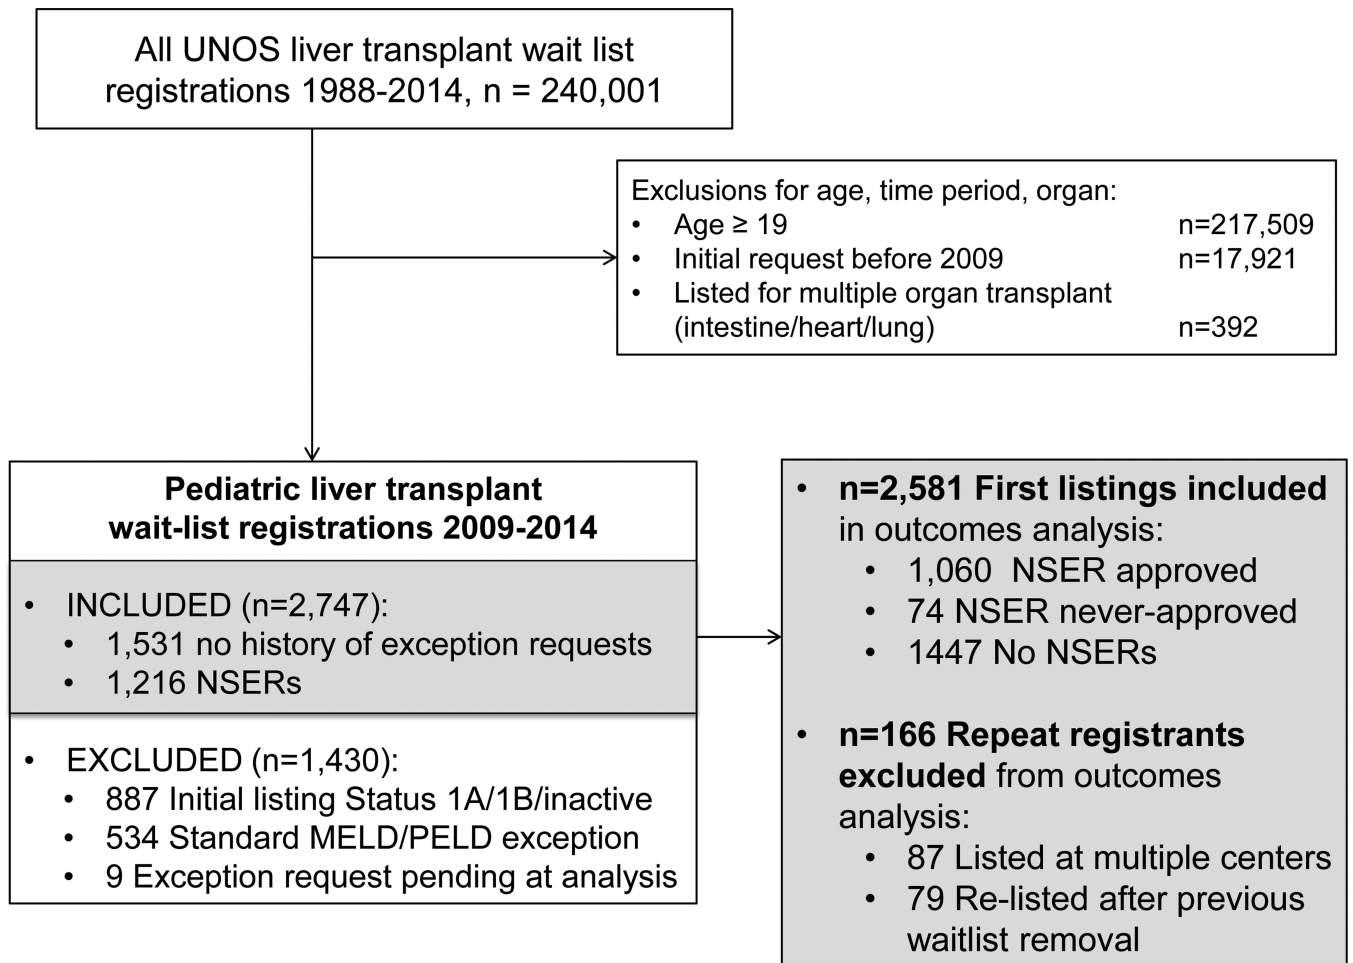 All UNOS liver transplant wait list
registrations 1988-2014, n = 240,001
Exclusions for age, time period, organ:
• Age ≥ 19 n=217,509
• Initial request before 2009 n=17,921
• Listed for multiple organ transplant
(intestine/heart/lung) n=392
Pediatric liver transplant
wait-list registrations 2009-2014
• INCLUDED (n=2,747):
• 1,531 no history of exception requests
• 1,216 NSERs
• EXCLUDED (n=1,430):
• 887 Initial listing Status 1A/1B/inactive
• 534 Standard MELD/PELD exception
• 9 Exception request pending at analysis
• n=2,581 First listings included
in outcomes analysis:
• 1,060 NSER approved
• 74 NSER never-approved
• 1447 No NSERs
• n=166 Repeat registrants
excluded from outcomes
analysis:
• 87 Listed at multiple centers
• 79 Re-listed after previous
waitlist removal